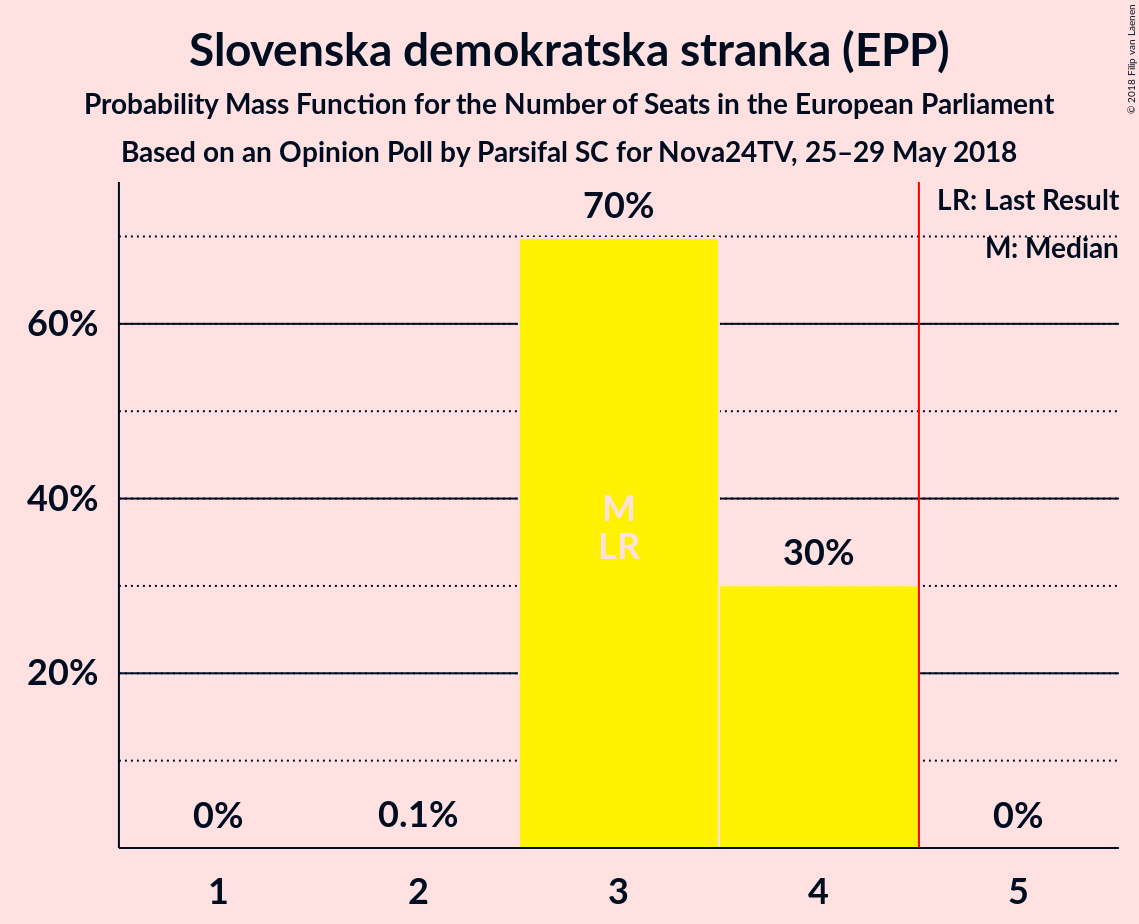 Slovenska demokratska stranka (EPP)
Probability Mass Function for the Number of Seats in the European Parliament
Based on an Opinion Poll by Parsifal SC for Nova24TV, 25–29 May 2018
© 2018 Filip van Laenen
LR: Last Result
M: Median
70%
60%
40%
M
LR
30%
20%
0%
0.1%
0%
1
2
3
4
5